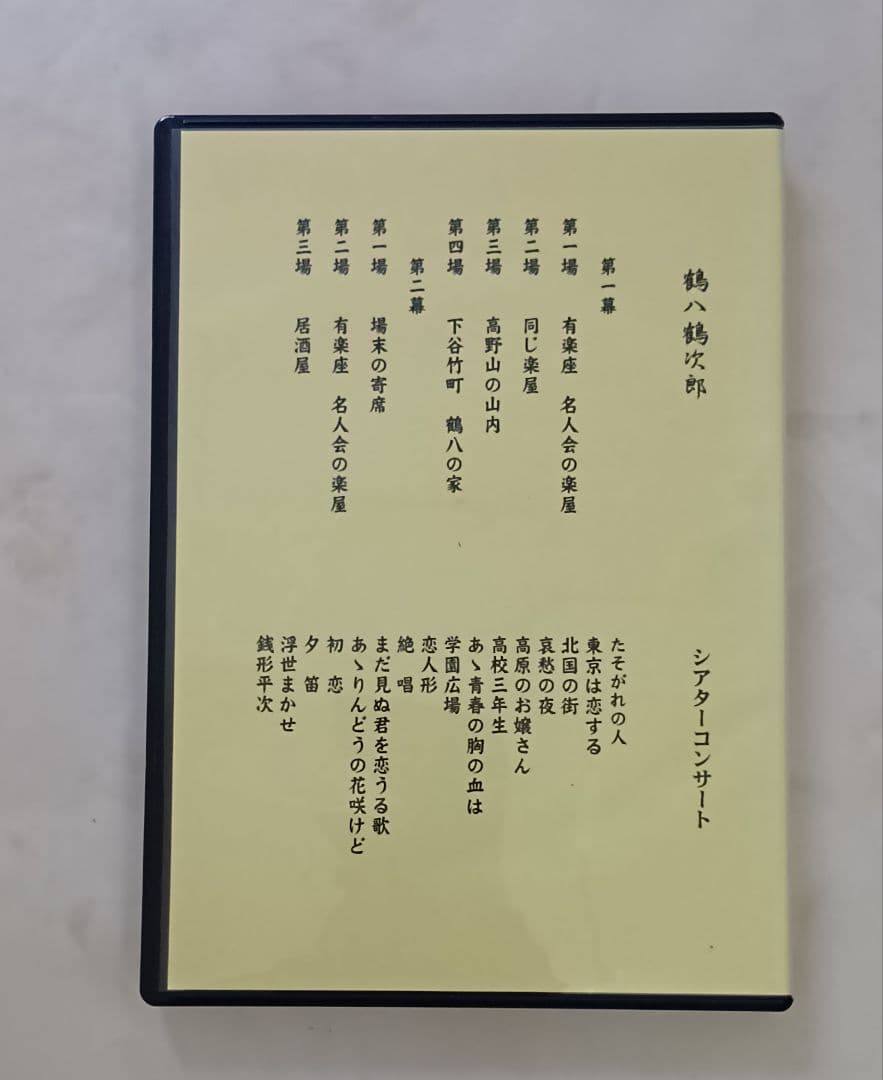 鶴八鶴次郎
第一幕
第一場　有楽座　名人会の楽屋
第二場　同じ楽屋
第三場　高野山の山内
第四場　下谷竹町　鶴八の家
第二幕
第一場　場末の寄席
第二場　有楽座　名人会の楽屋
第三場　居酒屋
シアターコンサート
たそがれの人
東京は恋する
北国の街
哀愁の夜
高原のお嬢さん
高校三年生
あゝ青春の胸の血は
学園広場
恋人形
絶　唱
まだ見ぬ君を恋うる歌
あゝりんどうの花咲けど
初　恋
夕　笛
浮世まかせ
銭形平次